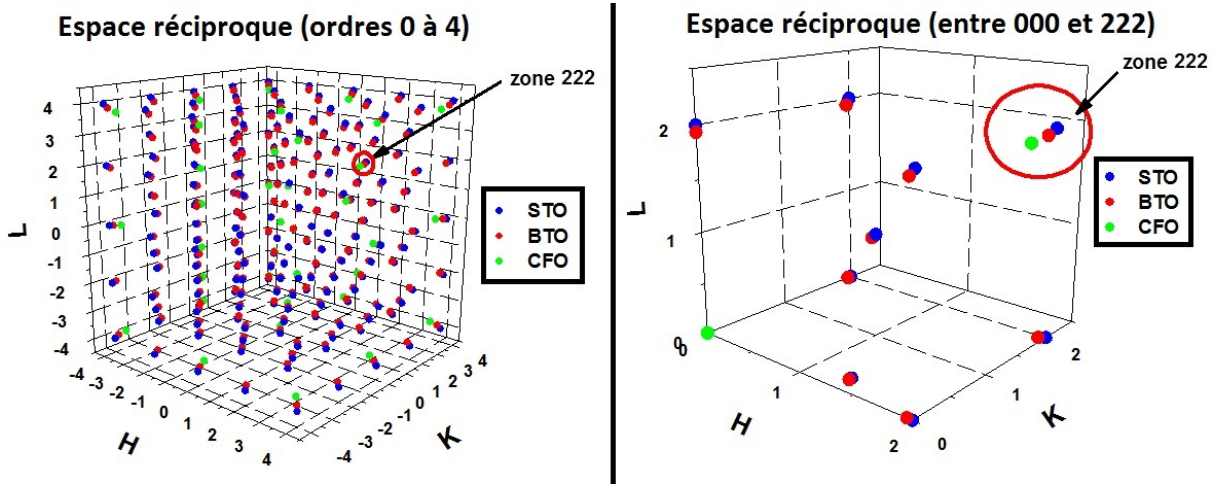 Espace réciproque (ordres 0 à 4)
zone 222
4
3
2
1
0
-1
-2
-3
-4
L
-4 -3 -2 -1 0 1 2 3 4
H
-4 -3 -2 -1 0 1 2 3 4
K
STO
BTO
CFO
Espace réciproque (entre 000 et 222)
zone 222
2
1
0
L
0 1 2
H
0 1 2
K
STO
BTO
CFO